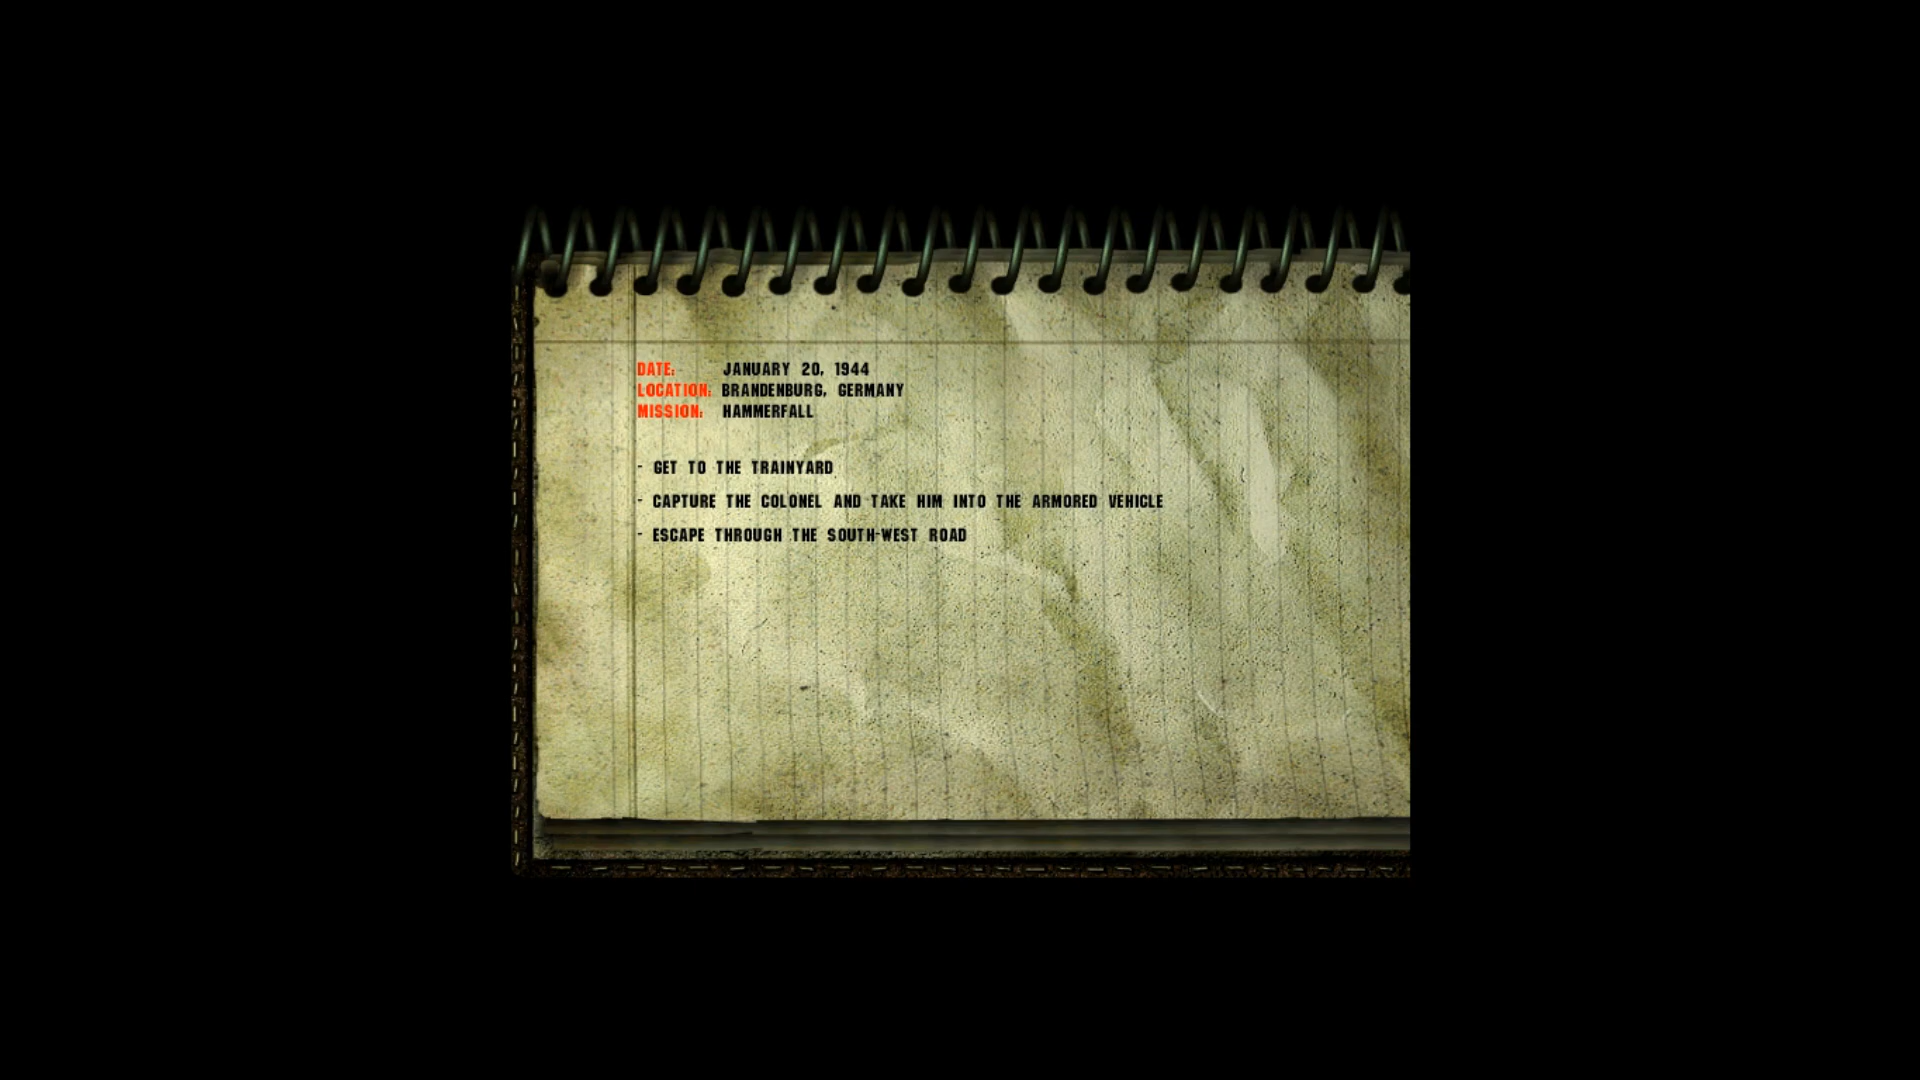 DATE: JANUARY 20, 1944
LOCATION: BRANDENBURG, GERMANY
MISSION: HAMMERFALL
- GET TO THE TRAINYARD
- CAPTURE THE COLONEL AND TAKE HIM INTO THE ARMORED VEHICLE
- ESCAPE THROUGH THE SOUTH-WEST ROAD